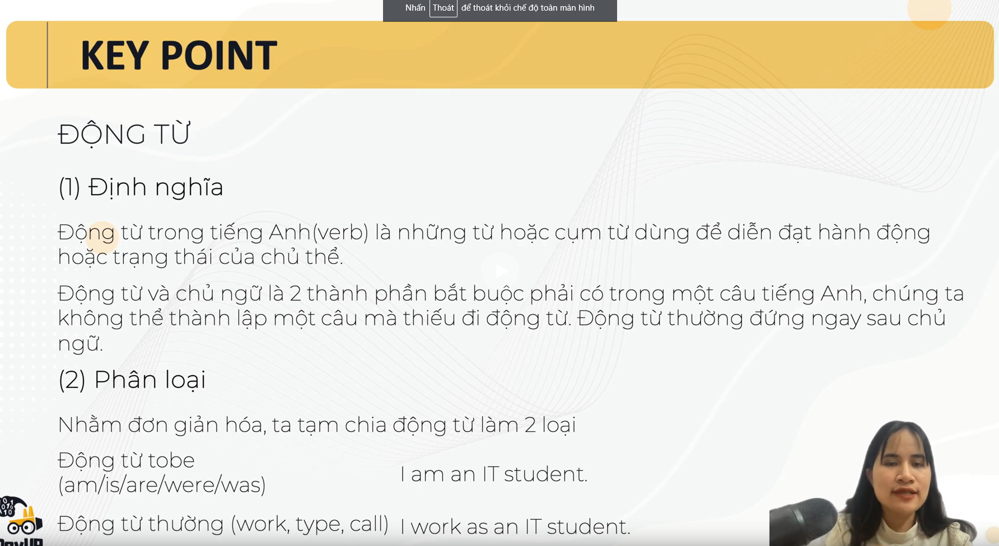 Nhấn Thoát để thoát khỏi chế độ toàn màn hình
KEY POINT
ĐỘNG TỪ
(1) Định nghĩa
Động từ trong tiếng Anh(verb) là những từ hoặc cụm từ dùng để diễn đạt hành động
hoặc trạng thái của chủ thể.
Động từ và chủ ngữ là 2 thành phần bắt buộc phải có trong một câu tiếng Anh, chúng ta
không thể thành lập một câu mà thiếu đi động từ. Động từ thường đứng ngay sau chủ
ngữ.
(2) Phân loại
Nhằm đơn giản hóa, ta tạm chia động từ làm 2 loại
Động từ tobe
(am/is/are/were/was)
I am an IT student.
Động từ thường (work, type, call)
I work as an IT student.